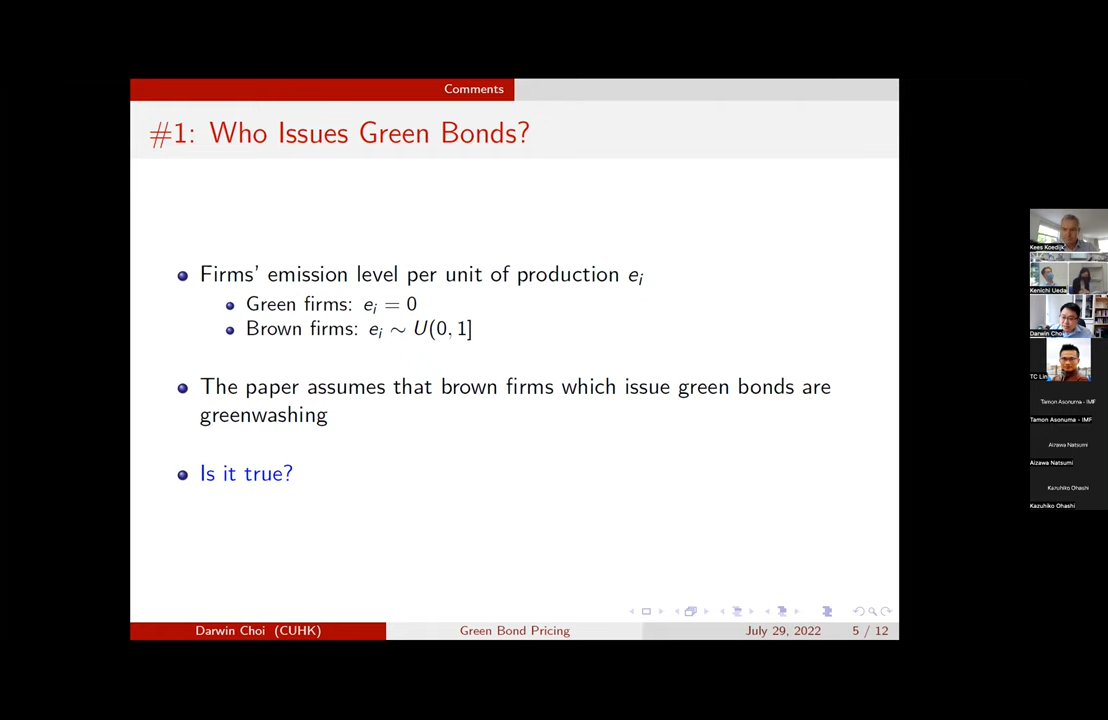 Comments
#1: Who Issues Green Bonds?
Firms' emission level per unit of production eᵢ
Green firms: eᵢ = 0
Brown firms: eᵢ ~ U(0, 1]
The paper assumes that brown firms which issue green bonds are
greenwashing
Is it true?
Darwin Choi (CUHK)
Green Bond Pricing
July 29, 2022
5 / 12
Kees Koedijk
Kenichi Ueda
Darwin Choi
TC Lin
Tamon Asonuma - IMF
Tamon Asonuma - IMF
Aizawa Natsumi
Aizawa Natsumi
Kazuhiko Ohashi
Kazuhiko Ohashi